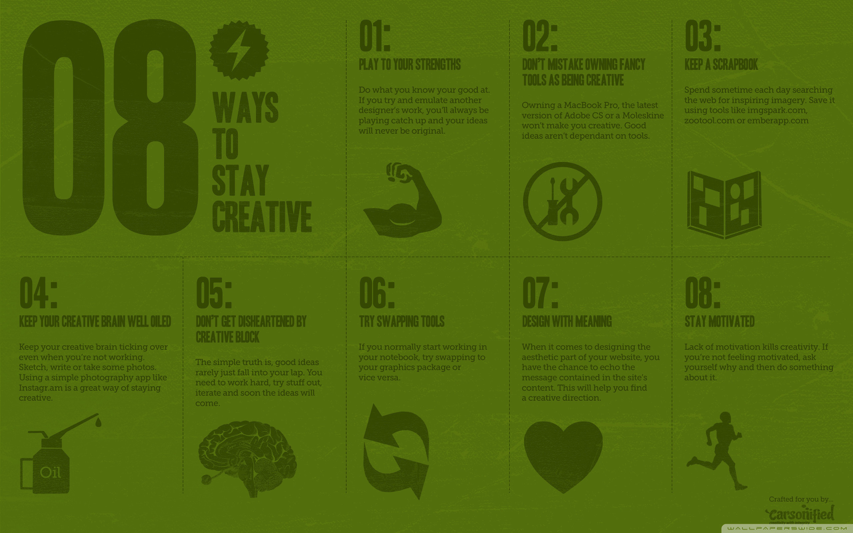 08
WAYS
TO
STAY
CREATIVE
01:
PLAY TO YOUR STRENGTHS
Do what you know your good at.
If you try and emulate another
designer's work, you'll always be
playing catch up and your ideas
will never be original.
02:
DON'T MISTAKE OWNING FANCY
TOOLS AS BEING CREATIVE
Owning a MacBook Pro, the latest
version of Adobe CS or a Moleskine
won't make you creative. Good
ideas aren't dependant on tools.
03:
KEEP A SCRAPBOOK
Spend sometime each day searching
the web for inspiring imagery. Save it
using tools like imgspark.com,
zootool.com or emberapp.com
04:
KEEP YOUR CREATIVE BRAIN WELL OILED
Keep your creative brain ticking over
even when you're not working.
Sketch, write or take some photos.
Using a simple photography app like
Instagr.am is a great way of staying
creative.
Oil
05:
DON'T GET DISHEARTENED BY
CREATIVE BLOCK
The simple truth is, good ideas
rarely just fall into your lap. You
need to work hard, try stuff out,
iterate and soon the ideas will
come.
06:
TRY SWAPPING TOOLS
If you normally start working in
your notebook, try swapping to
your graphics package or
vice versa.
07:
DESIGN WITH MEANING
When it comes to designing the
aesthetic part of your website, you
have the chance to echo the
message contained in the site's
content. This will help you find
a creative direction.
08:
STAY MOTIVATED
Lack of motivation kills creativity. If
you're not feeling motivated, ask
yourself why and then do something
about it.
Crafted for you by...
Carsonified
WALLPAPERSWIDE.COM